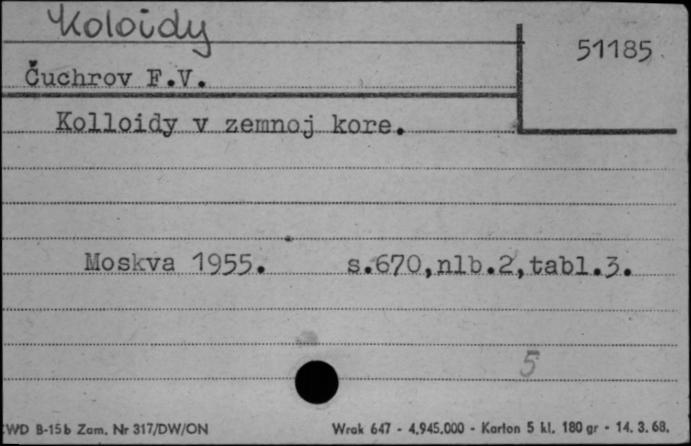 Koloidy
51185
Čuchrov F.V.
Kolloidy v zemnoj kore.
Moskva 1955. s.670,nlb.2,tabl.3.
5
WD B-15b Zam. Nr 317/DW/ON Wrak 647 - 4.945.000 - Karton 5 kl. 180 gr - 14. 3. 68.